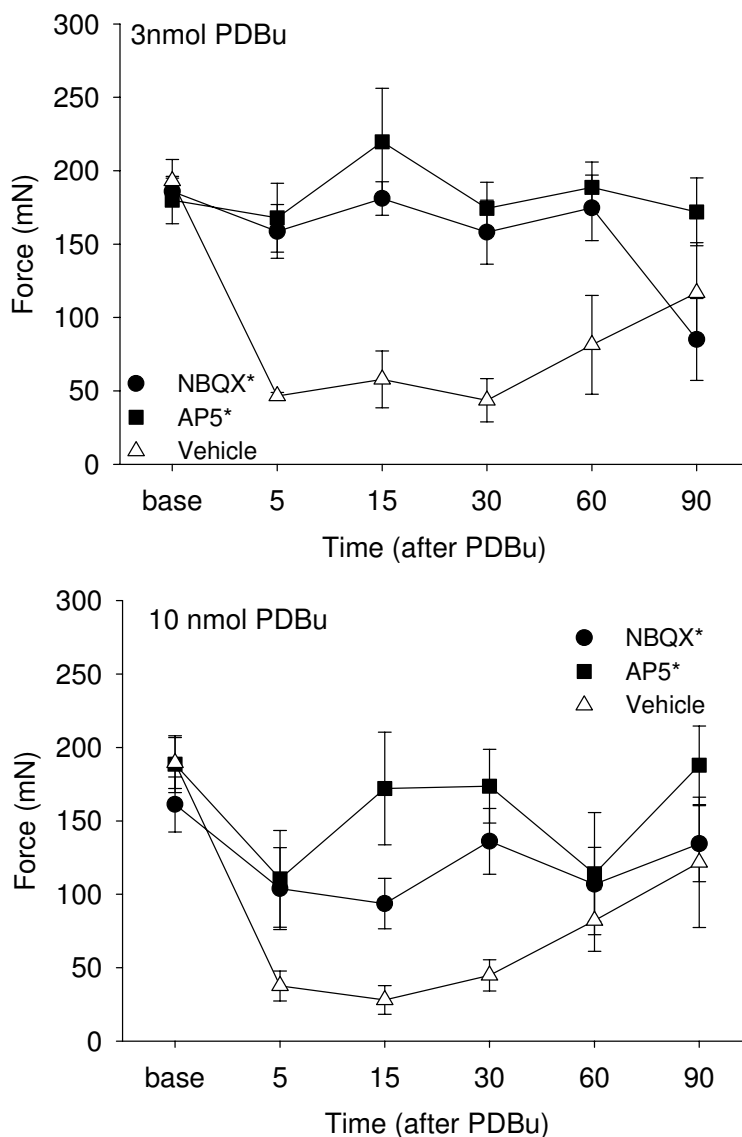 3nmol PDBu
300
250
200
150
100
50
0
Force (mN)
NBQX*
AP5*
Vehicle
base 5 15 30 60 90
Time (after PDBu)
10 nmol PDBu
300
250
200
150
100
50
0
Force (mN)
NBQX*
AP5*
Vehicle
base 5 15 30 60 90
Time (after PDBu)